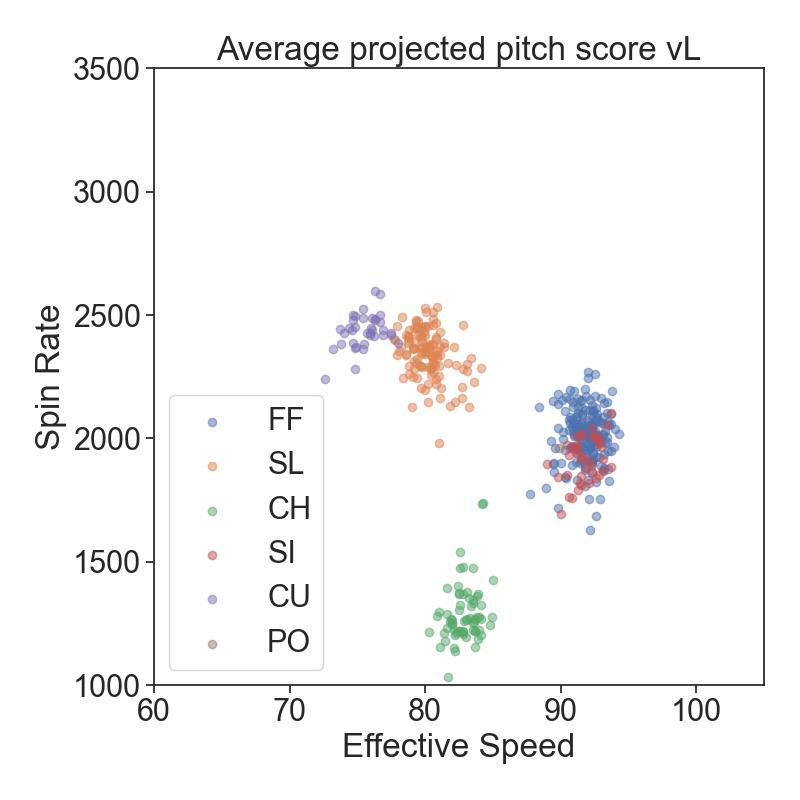 Average projected pitch score vL
3500
3000
2500
2000
1500
1000
Spin Rate
FF
SL
CH
SI
CU
PO
60 70 80 90 100
Effective Speed